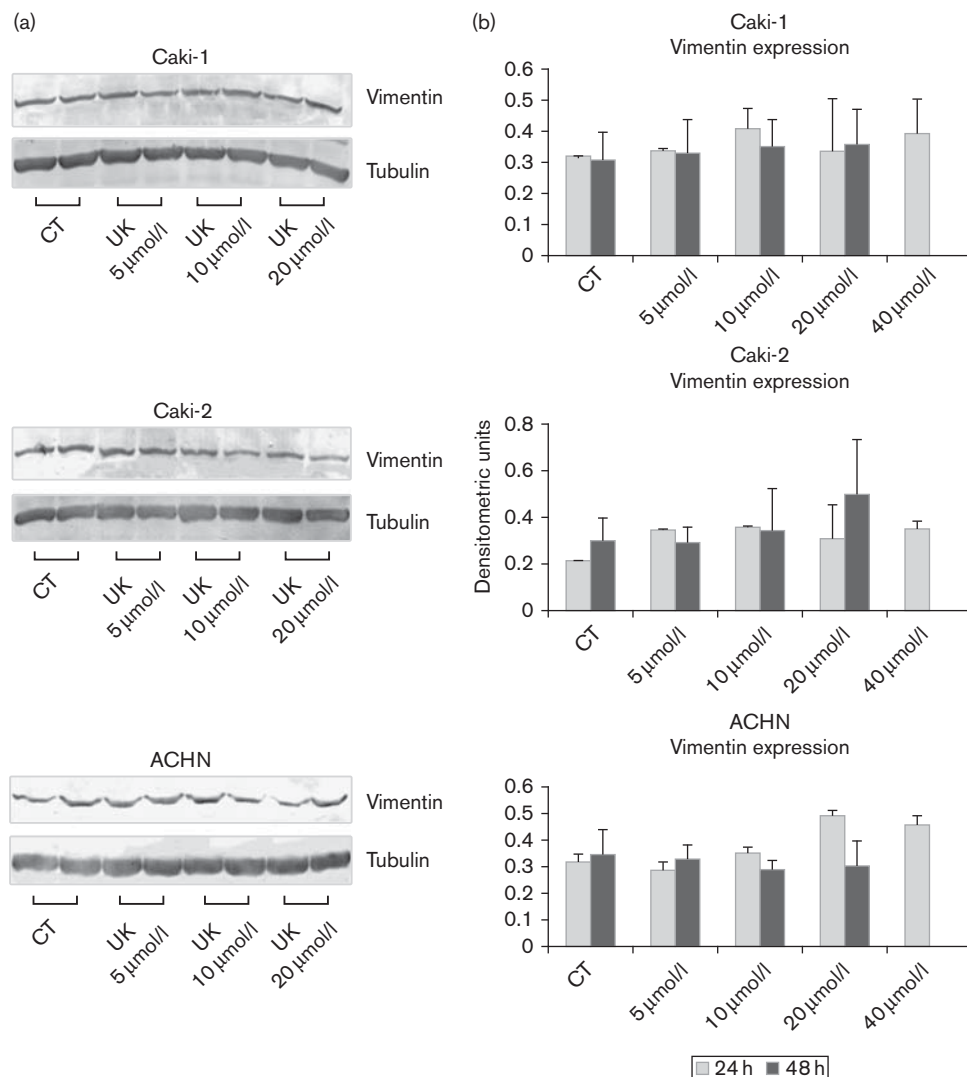 (a)
Caki-1
Vimentin
Tubulin
CT
UK
5 µmol/l
UK
10 µmol/l
UK
20 µmol/l
Caki-2
Vimentin
Tubulin
CT
UK
5 µmol/l
UK
10 µmol/l
UK
20 µmol/l
ACHN
Vimentin
Tubulin
CT
UK
5 µmol/l
UK
10 µmol/l
UK
20 µmol/l
(b)
Caki-1
Vimentin expression
0.6
0.5
0.4
0.3
0.2
0.1
0
CT
5 µmol/l
10 µmol/l
20 µmol/l
40 µmol/l
Caki-2
Vimentin expression
Densitometric units
0.8
0.6
0.4
0.2
0
CT
5 µmol/l
10 µmol/l
20 µmol/l
40 µmol/l
ACHN
Vimentin expression
0.6
0.5
0.4
0.3
0.2
0.1
0
CT
5 µmol/l
10 µmol/l
20 µmol/l
40 µmol/l
24 h 48 h